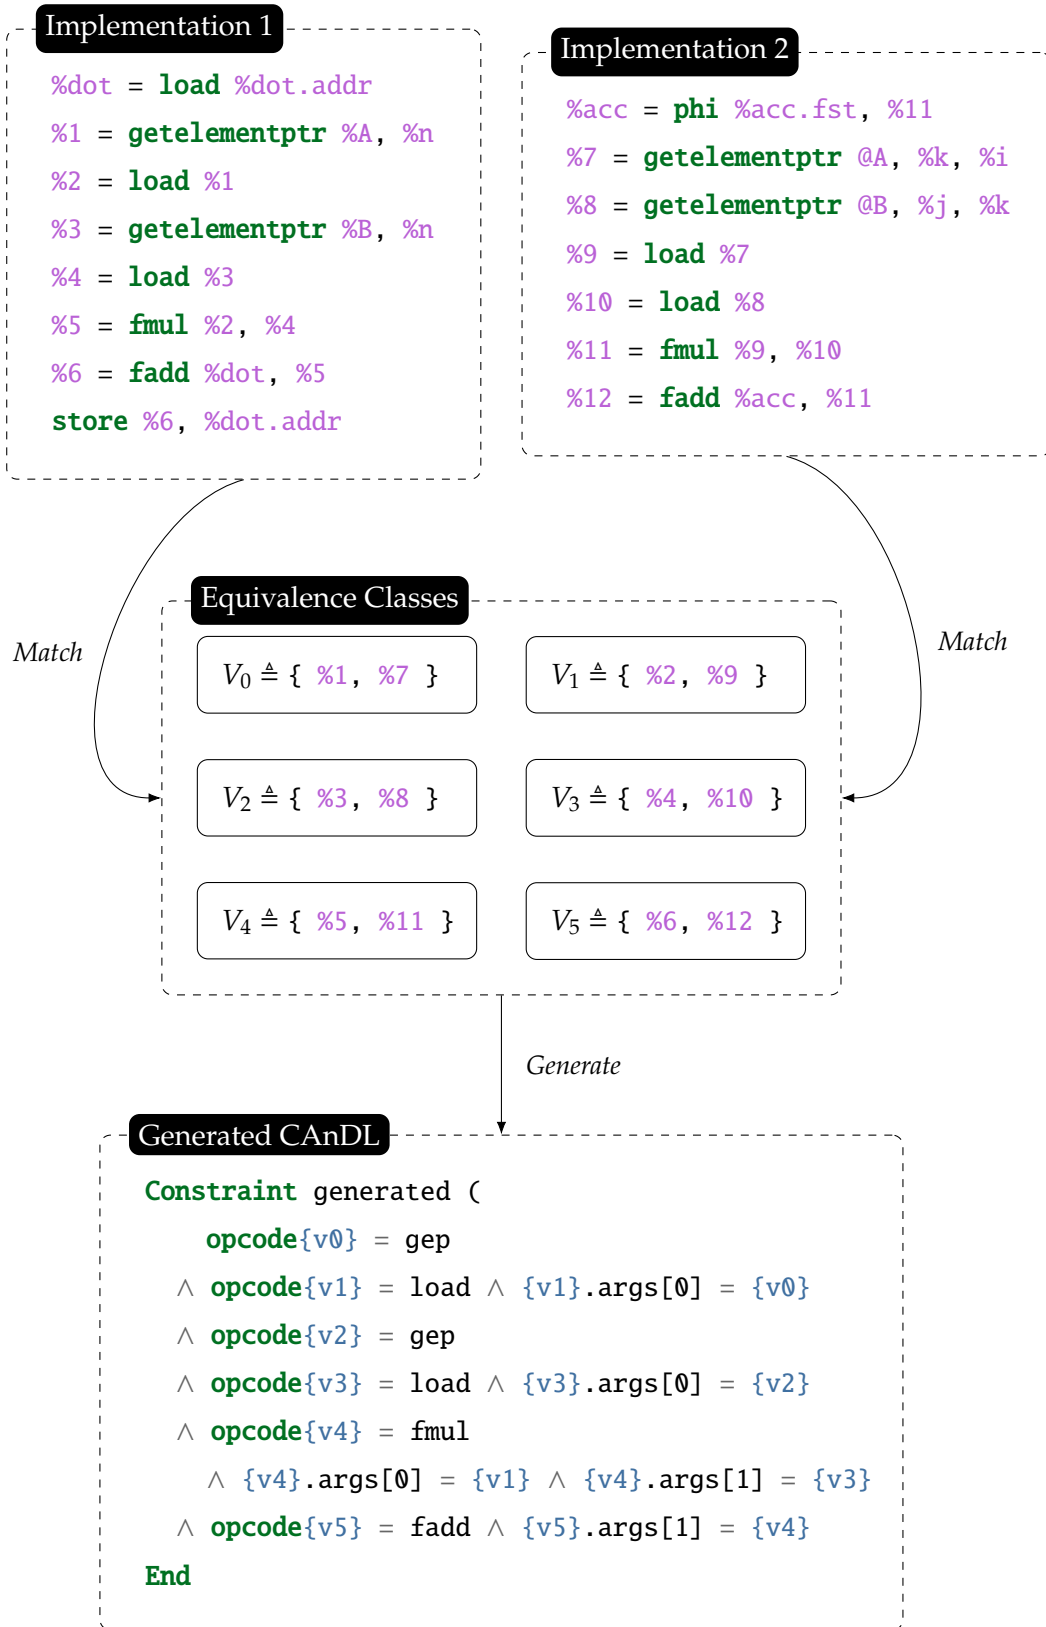 Implementation 1
%dot = load %dot.addr
%1 = getelementptr %A, %n
%2 = load %1
%3 = getelementptr %B, %n
%4 = load %3
%5 = fmul %2, %4
%6 = fadd %dot, %5
store %6, %dot.addr
Implementation 2
%acc = phi %acc.fst, %11
%7 = getelementptr @A, %k, %i
%8 = getelementptr @B, %j, %k
%9 = load %7
%10 = load %8
%11 = fmul %9, %10
%12 = fadd %acc, %11
Match
Match
Equivalence Classes
V0 ≜ { %1, %7 }
V1 ≜ { %2, %9 }
V2 ≜ { %3, %8 }
V3 ≜ { %4, %10 }
V4 ≜ { %5, %11 }
V5 ≜ { %6, %12 }
Generate
Generated CAnDL
Constraint generated (
opcode{v0} = gep
∧ opcode{v1} = load ∧ {v1}.args[0] = {v0}
∧ opcode{v2} = gep
∧ opcode{v3} = load ∧ {v3}.args[0] = {v2}
∧ opcode{v4} = fmul
∧ {v4}.args[0] = {v1} ∧ {v4}.args[1] = {v3}
∧ opcode{v5} = fadd ∧ {v5}.args[1] = {v4}
End